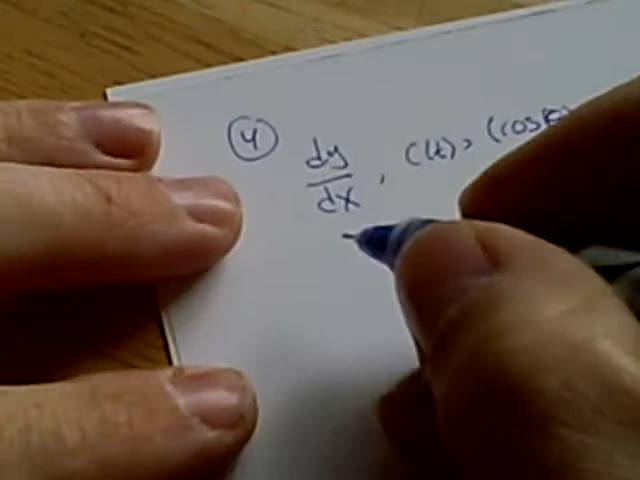 ④ dy/dx, c(t) = (cos(t)